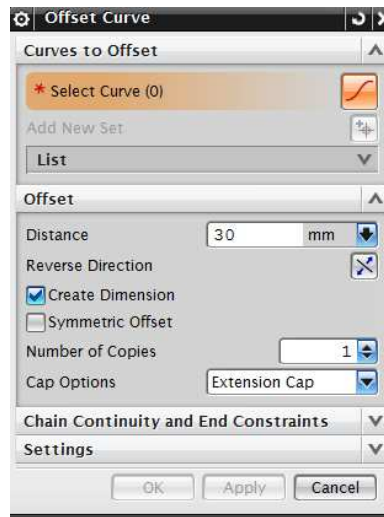 Offset Curve
Curves to Offset
* Select Curve (0)
Add New Set
List
Offset
Distance 30 mm
Reverse Direction
Create Dimension
Symmetric Offset
Number of Copies 1
Cap Options Extension Cap
Chain Continuity and End Constraints
Settings
OK Apply Cancel